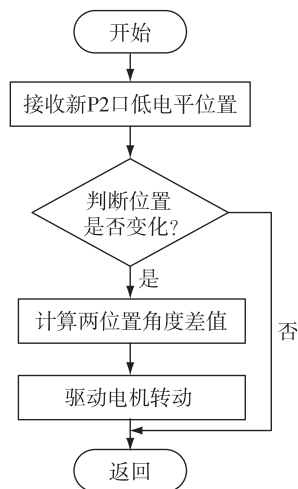 开始
接收新P2口低电平位置
判断位置
是否变化?
是
计算两位置角度差值
否
驱动电机转动
返回